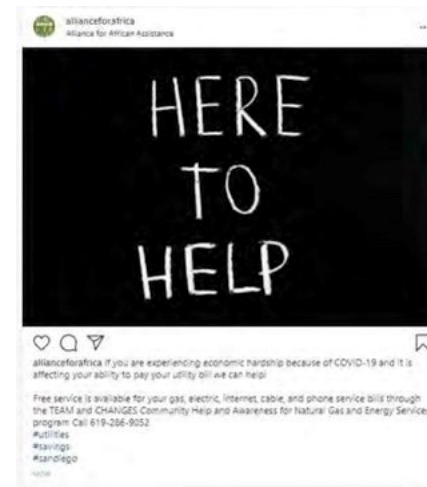 allianceforafrica
Alliance for African Assistance
HERE
TO
HELP
allianceforafrica If you are experiencing economic hardship because of COVID-19 and it is
affecting your ability to pay your utility bill we can help!
Free service is available for your gas, electric, internet, cable, and phone service bills through
the TEAM and CHANGES Community Help and Awareness for Natural Gas and Energy Services
program Call 619-286-9052
#utilities
#savings
#sandiego